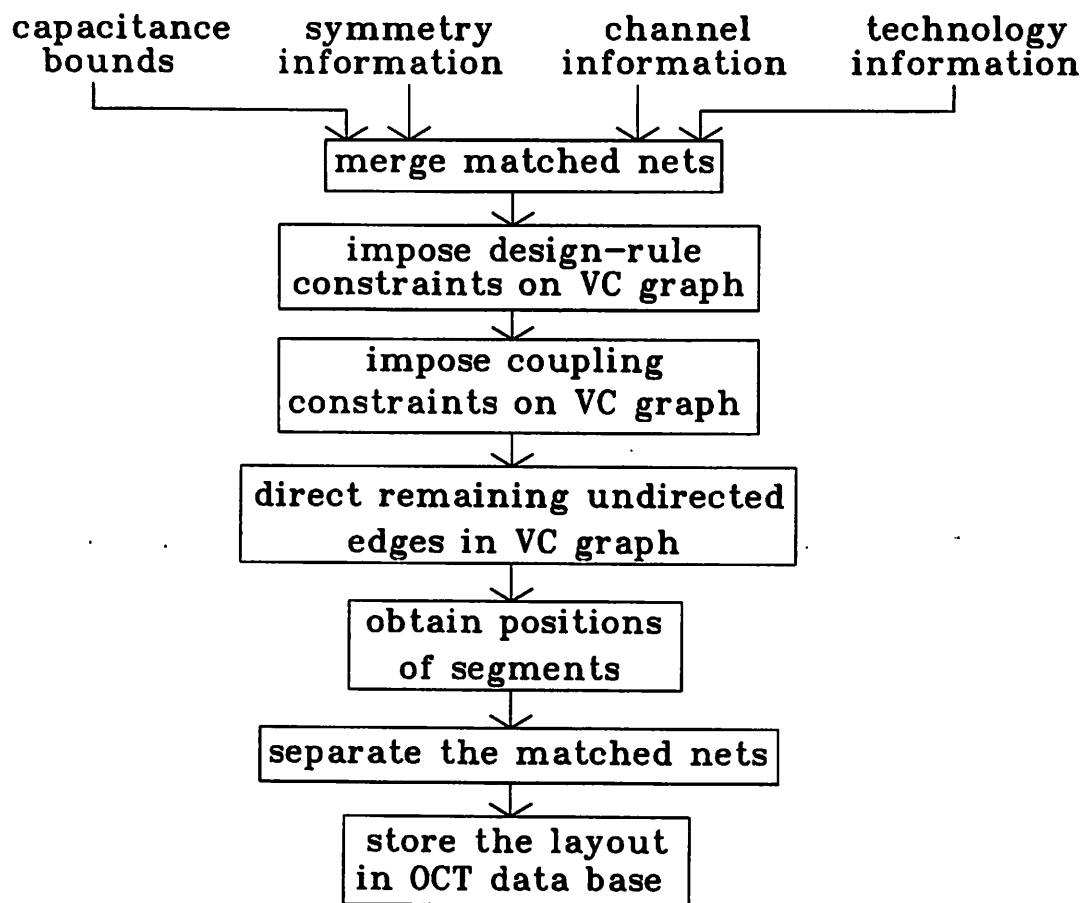 capacitance bounds
symmetry information
channel information
technology information
merge matched nets
impose design-rule
constraints on VC graph
impose coupling
constraints on VC graph
direct remaining undirected
edges in VC graph
obtain positions
of segments
separate the matched nets
store the layout
in OCT data base